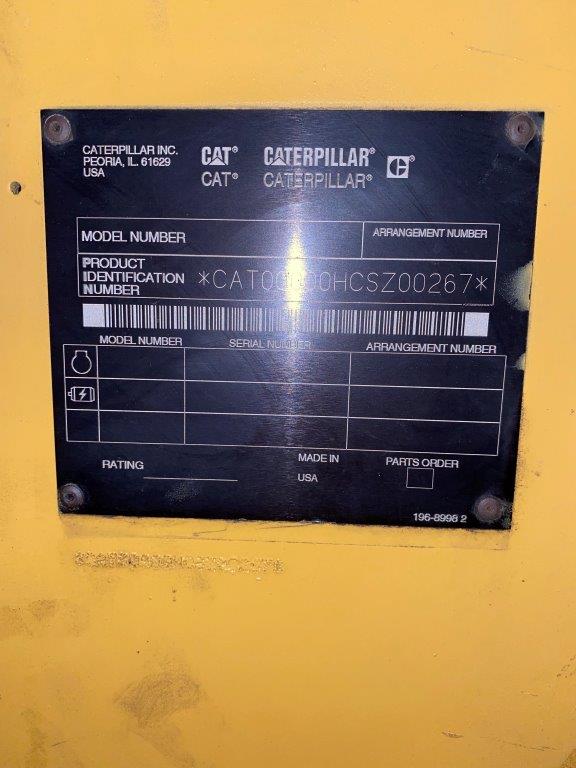 CATERPILLAR INC.
PEORIA, IL. 61629
USA
CAT® CATERPILLAR®
CAT® CATERPILLAR®
MODEL NUMBER
ARRANGEMENT NUMBER
PRODUCT
IDENTIFICATION
NUMBER
MODEL NUMBER SERIAL NUMBER ARRANGEMENT NUMBER
RATING
MADE IN
USA
PARTS ORDER
196-8998 2